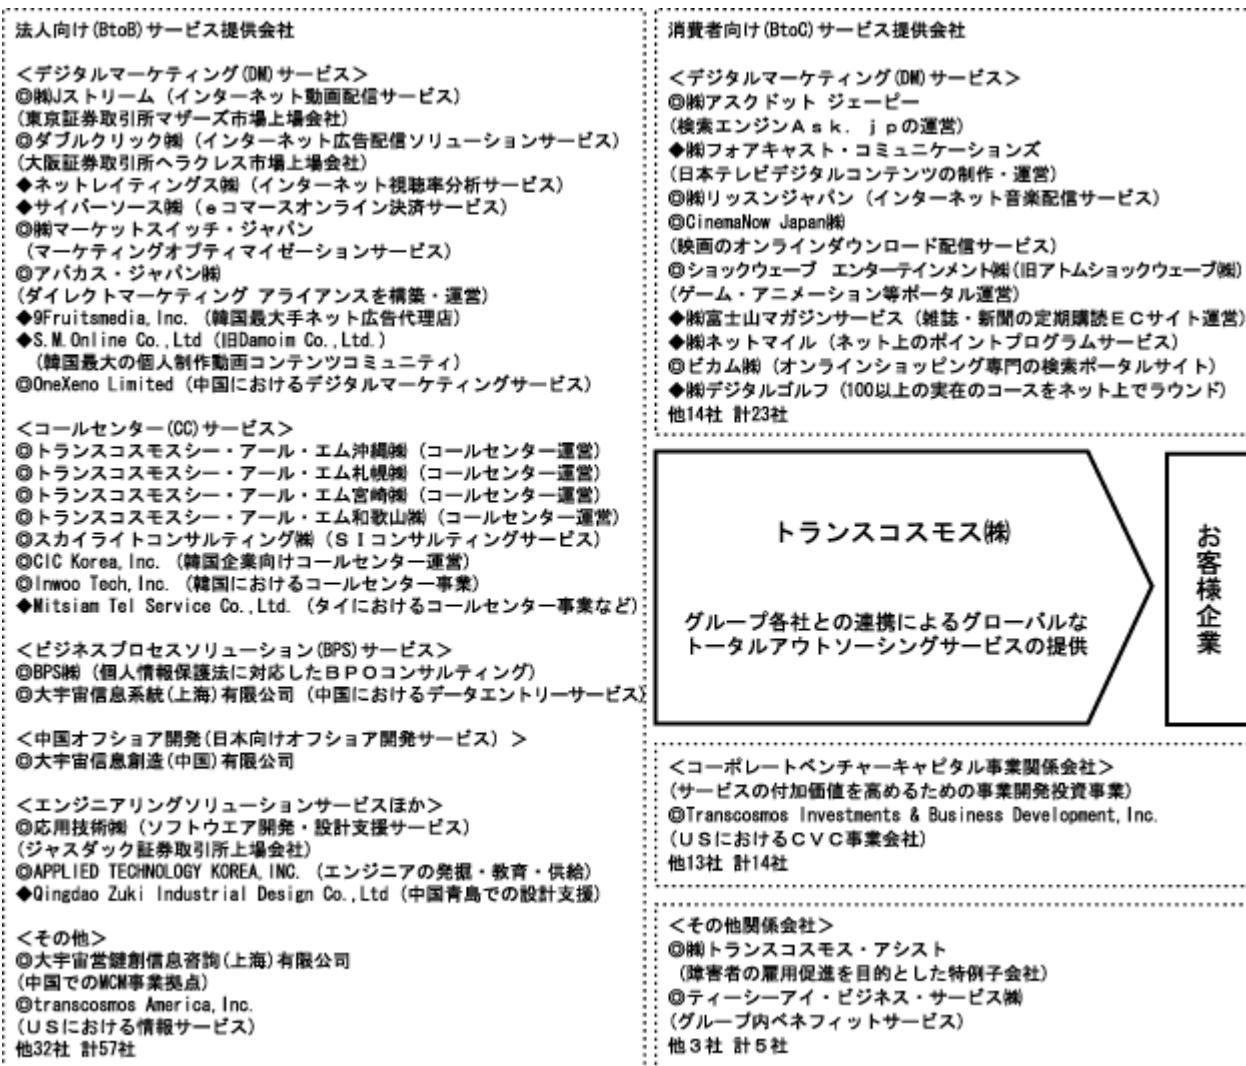 法人向け(BtoB)サービス提供会社
<デジタルマーケティング(DM)サービス>
◎㈱Jストリーム (インターネット動画配信サービス)
(東京証券取引所マザーズ市場上場会社)
◎ダブルクリック㈱ (インターネット広告配信ソリューションサービス)
(大阪証券取引所ヘラクレス市場上場会社)
◆ネットレイティングス㈱ (インターネット視聴率分析サービス)
◆サイバーソース㈱ (eコマースオンライン決済サービス)
◎㈱マーケットスイッチ・ジャパン
(マーケティングオプティマイゼーションサービス)
◎アバカス・ジャパン㈱
(ダイレクトマーケティング アライアンスを構築・運営)
◆9Fruitsmedia,Inc. (韓国最大手ネット広告代理店)
◆S.M.Online Co.,Ltd (旧Damoim Co.,Ltd.)
(韓国最大の個人制作動画コンテンツコミュニティ)
◎OneXeno Limited (中国におけるデジタルマーケティングサービス)
<コールセンター(CC)サービス>
◎トランスコスモスシー・アール・エム沖縄㈱ (コールセンター運営)
◎トランスコスモスシー・アール・エム札幌㈱ (コールセンター運営)
◎トランスコスモスシー・アール・エム宮崎㈱ (コールセンター運営)
◎トランスコスモスシー・アール・エム和歌山㈱ (コールセンター運営)
◎スカイライトコンサルティング㈱ (SIコンサルティングサービス)
◎CIC Korea,Inc. (韓国企業向けコールセンター運営)
◎Inwoo Tech,Inc. (韓国におけるコールセンター事業)
◆Mitsiam Tel Service Co.,Ltd. (タイにおけるコールセンター事業など)
<ビジネスプロセスソリューション(BPS)サービス>
◎BPS㈱ (個人情報保護法に対応したBPOコンサルティング)
◎大宇宙信息系統(上海)有限公司 (中国におけるデータエントリーサービス)
<中国オフショア開発(日本向けオフショア開発サービス) >
◎大宇宙信息創造(中国)有限公司
<エンジニアリングソリューションサービスほか>
◎応用技術㈱ (ソフトウエア開発・設計支援サービス)
(ジャスダック証券取引所上場会社)
◎APPLIED TECHNOLOGY KOREA,INC. (エンジニアの発掘・教育・供給)
◆Qingdao Zuki Industrial Design Co.,Ltd (中国青島での設計支援)
<その他>
◎大宇宙営鏈創信息咨詢(上海)有限公司
(中国でのMCM事業拠点)
◎transcosmos America,Inc.
(USにおける情報サービス)
他32社 計57社
消費者向け(BtoC)サービス提供会社
<デジタルマーケティング(DM)サービス>
◎㈱アスクドット ジェーピー
(検索エンジンAsk.jpの運営)
◆㈱フォアキャスト・コミュニケーションズ
(日本テレビデジタルコンテンツの制作・運営)
◎㈱リッスンジャパン (インターネット音楽配信サービス)
◎CinemaNow Japan㈱
(映画のオンラインダウンロード配信サービス)
◎ショックウェーブ エンターテインメント㈱(旧アトムショックウェーブ㈱)
(ゲーム・アニメーション等ポータル運営)
◆㈱富士山マガジンサービス (雑誌・新聞の定期購読ECサイト運営)
◆㈱ネットマイル (ネット上のポイントプログラムサービス)
◎ビカム㈱ (オンラインショッピング専門の検索ポータルサイト)
◆㈱デジタルゴルフ (100以上の実在のコースをネット上でラウンド)
他14社 計23社
トランスコスモス㈱
グループ各社との連携によるグローバルな
トータルアウトソーシングサービスの提供
お客様企業
<コーポレートベンチャーキャピタル事業関係会社>
(サービスの付加価値を高めるための事業開発投資事業)
◎Transcosmos Investments & Business Development,Inc.
(USにおけるCVC事業会社)
他13社 計14社
<その他関係会社>
◎㈱トランスコスモス・アシスト
(障害者の雇用促進を目的とした特例子会社)
◎ティーシーアイ・ビジネス・サービス㈱
(グループ内ベネフィットサービス)
他3社 計5社